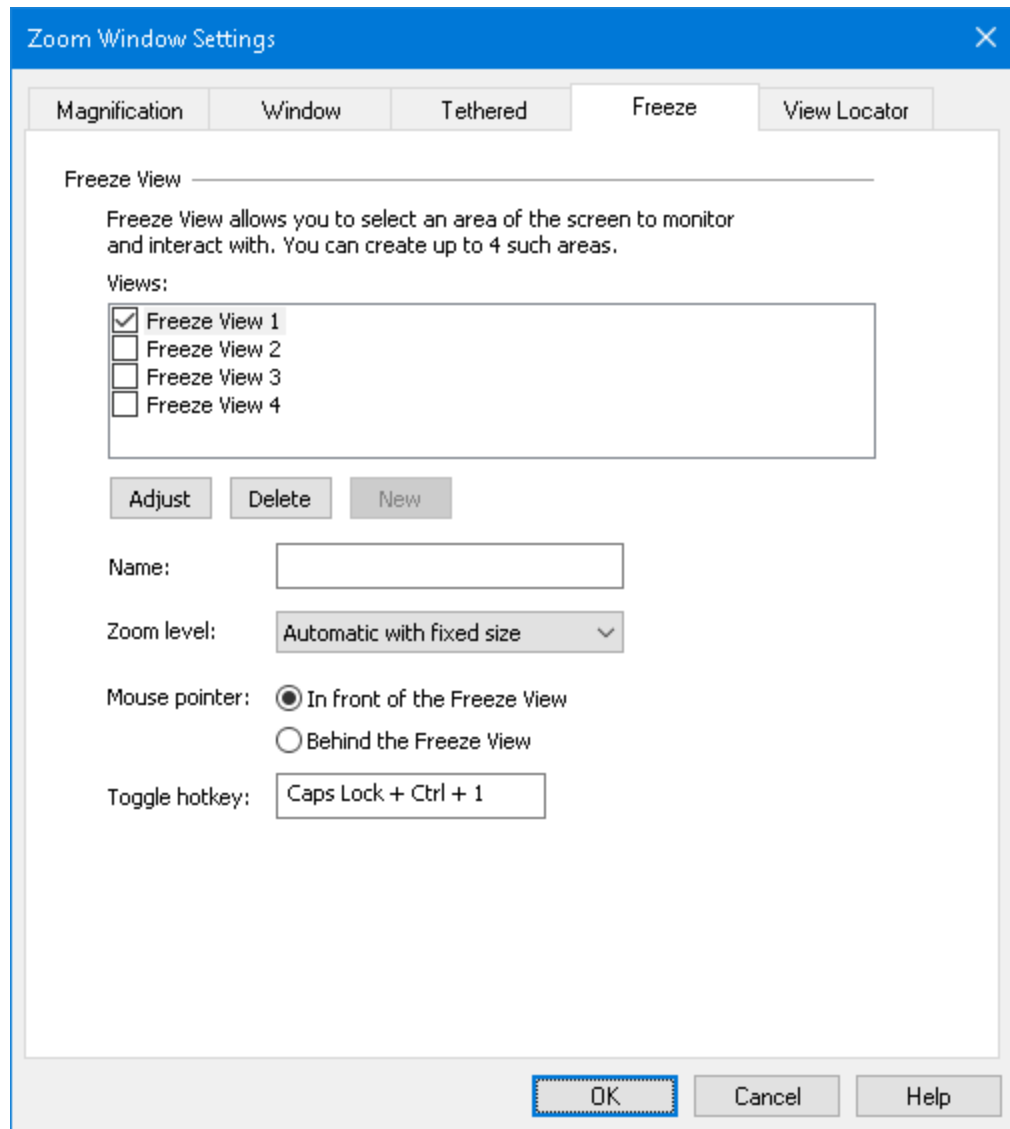 Zoom Window Settings
Magnification Window Tethered Freeze View Locator
Freeze View
Freeze View allows you to select an area of the screen to monitor
and interact with. You can create up to 4 such areas.
Views:
Freeze View 1
Freeze View 2
Freeze View 3
Freeze View 4
Adjust Delete New
Name:
Zoom level: Automatic with fixed size
Mouse pointer: In front of the Freeze View
Behind the Freeze View
Toggle hotkey: Caps Lock + Ctrl + 1
OK Cancel Help